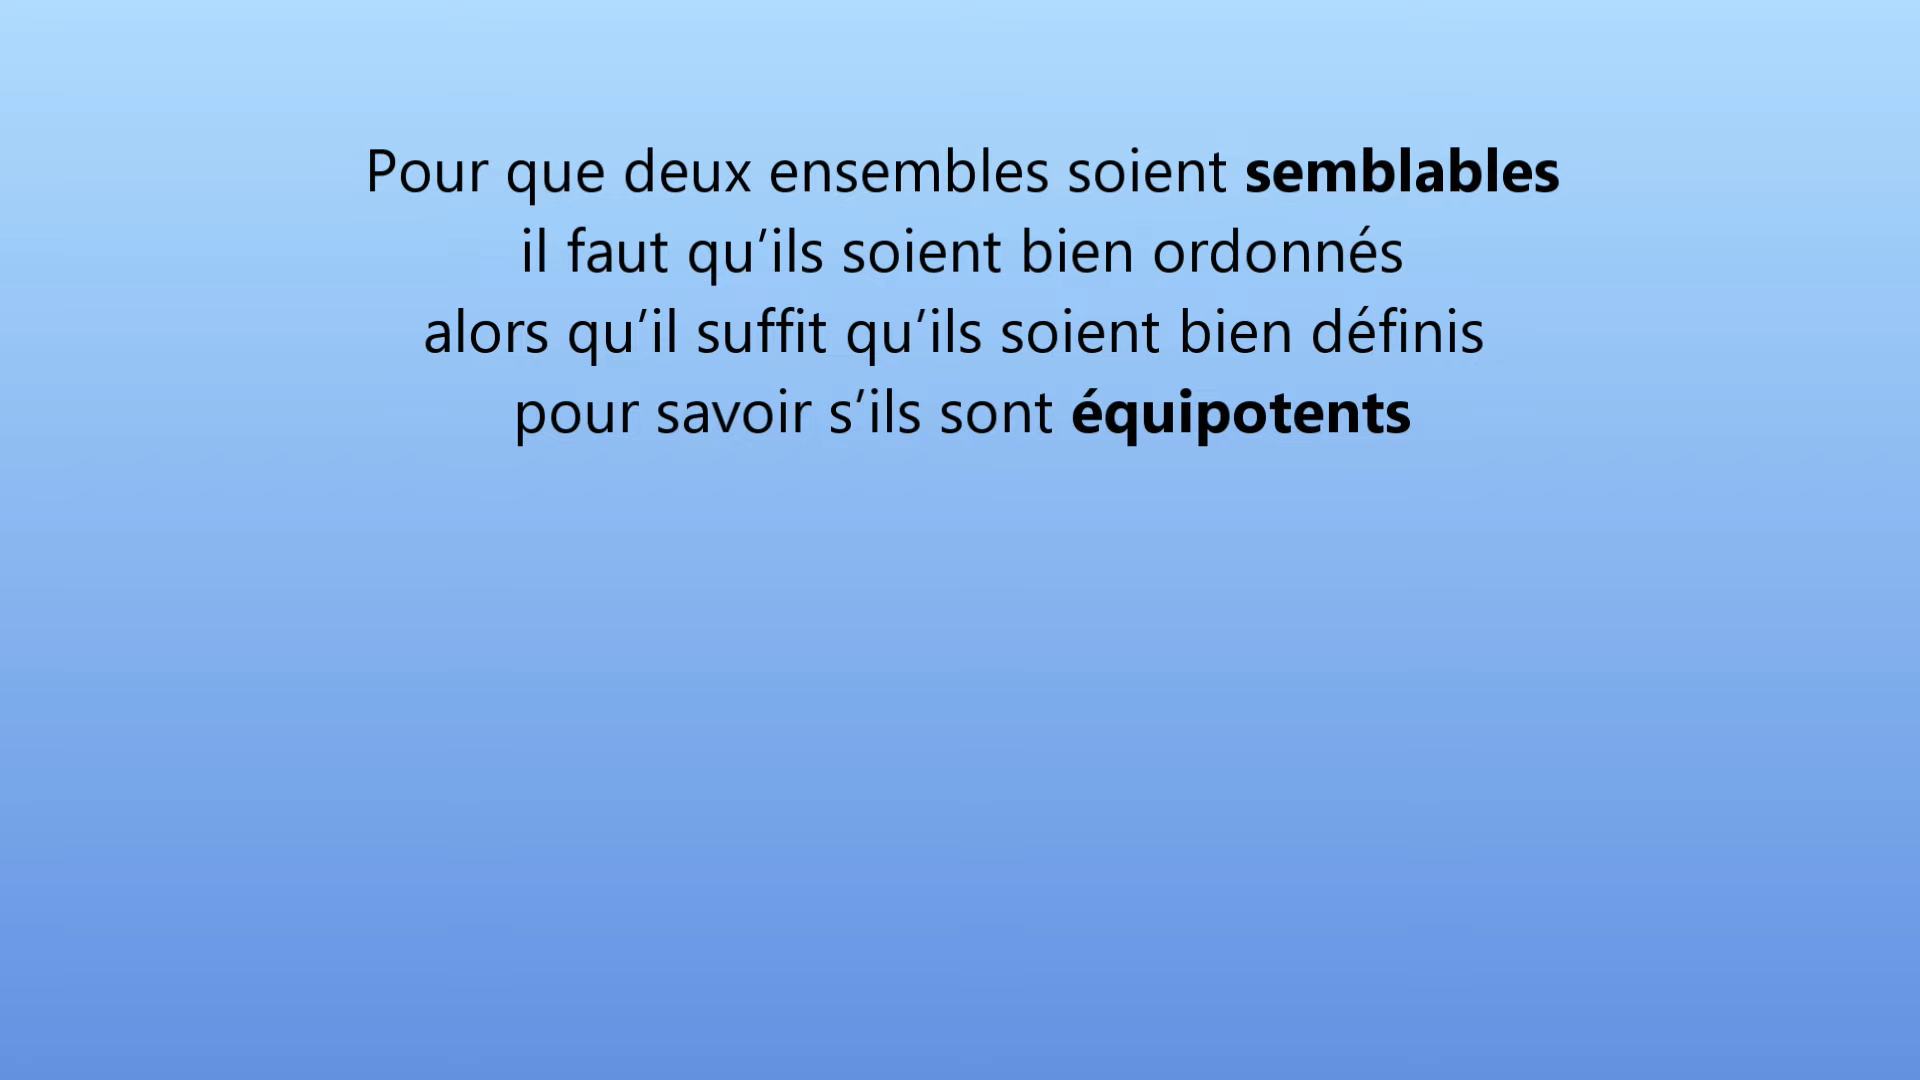 Pour que deux ensembles soient semblables
il faut qu’ils soient bien ordonnés
alors qu’il suffit qu’ils soient bien définis
pour savoir s’ils sont équipotents